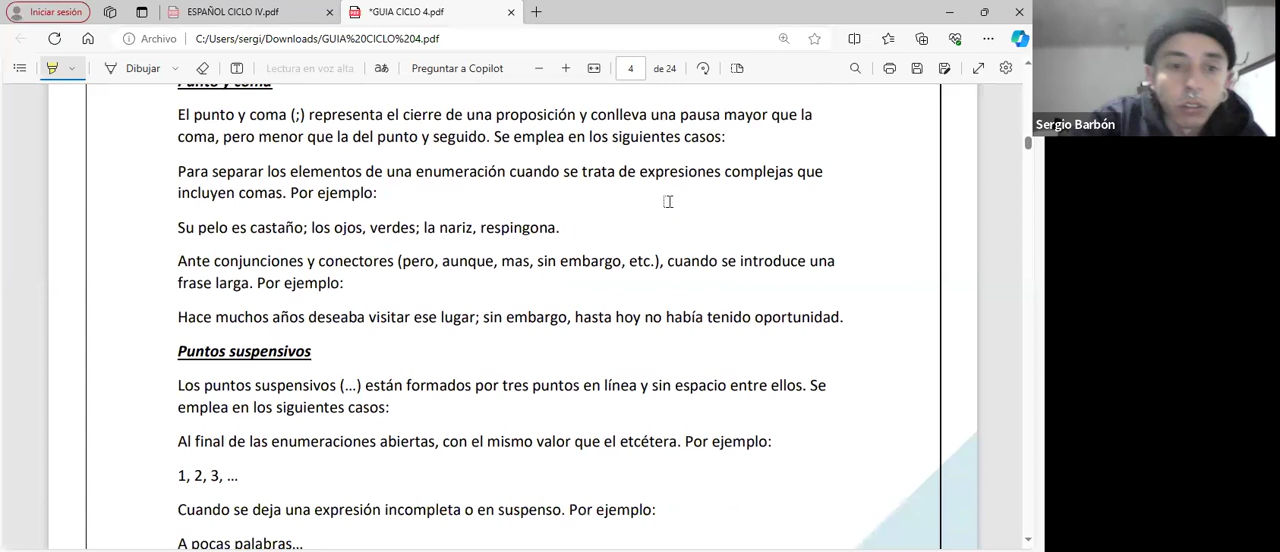 Iniciar sesión
ESPAÑOL CICLO IV.pdf
*GUIA CICLO 4.pdf
Archivo
C:/Users/sergi/Downloads/GUIA%20CICLO%204.pdf
Dibujar
Lectura en voz alta
aあ
Preguntar a Copilot
4
de 24
Sergio Barbón
Punto y coma
El punto y coma (;) representa el cierre de una proposición y conlleva una pausa mayor que la
coma, pero menor que la del punto y seguido. Se emplea en los siguientes casos:
Para separar los elementos de una enumeración cuando se trata de expresiones complejas que
incluyen comas. Por ejemplo:
Su pelo es castaño; los ojos, verdes; la nariz, respingona.
Ante conjunciones y conectores (pero, aunque, mas, sin embargo, etc.), cuando se introduce una
frase larga. Por ejemplo:
Hace muchos años deseaba visitar ese lugar; sin embargo, hasta hoy no había tenido oportunidad.
Puntos suspensivos
Los puntos suspensivos (...) están formados por tres puntos en línea y sin espacio entre ellos. Se
emplea en los siguientes casos:
Al final de las enumeraciones abiertas, con el mismo valor que el etcétera. Por ejemplo:
1, 2, 3, ...
Cuando se deja una expresión incompleta o en suspenso. Por ejemplo:
A pocas palabras...